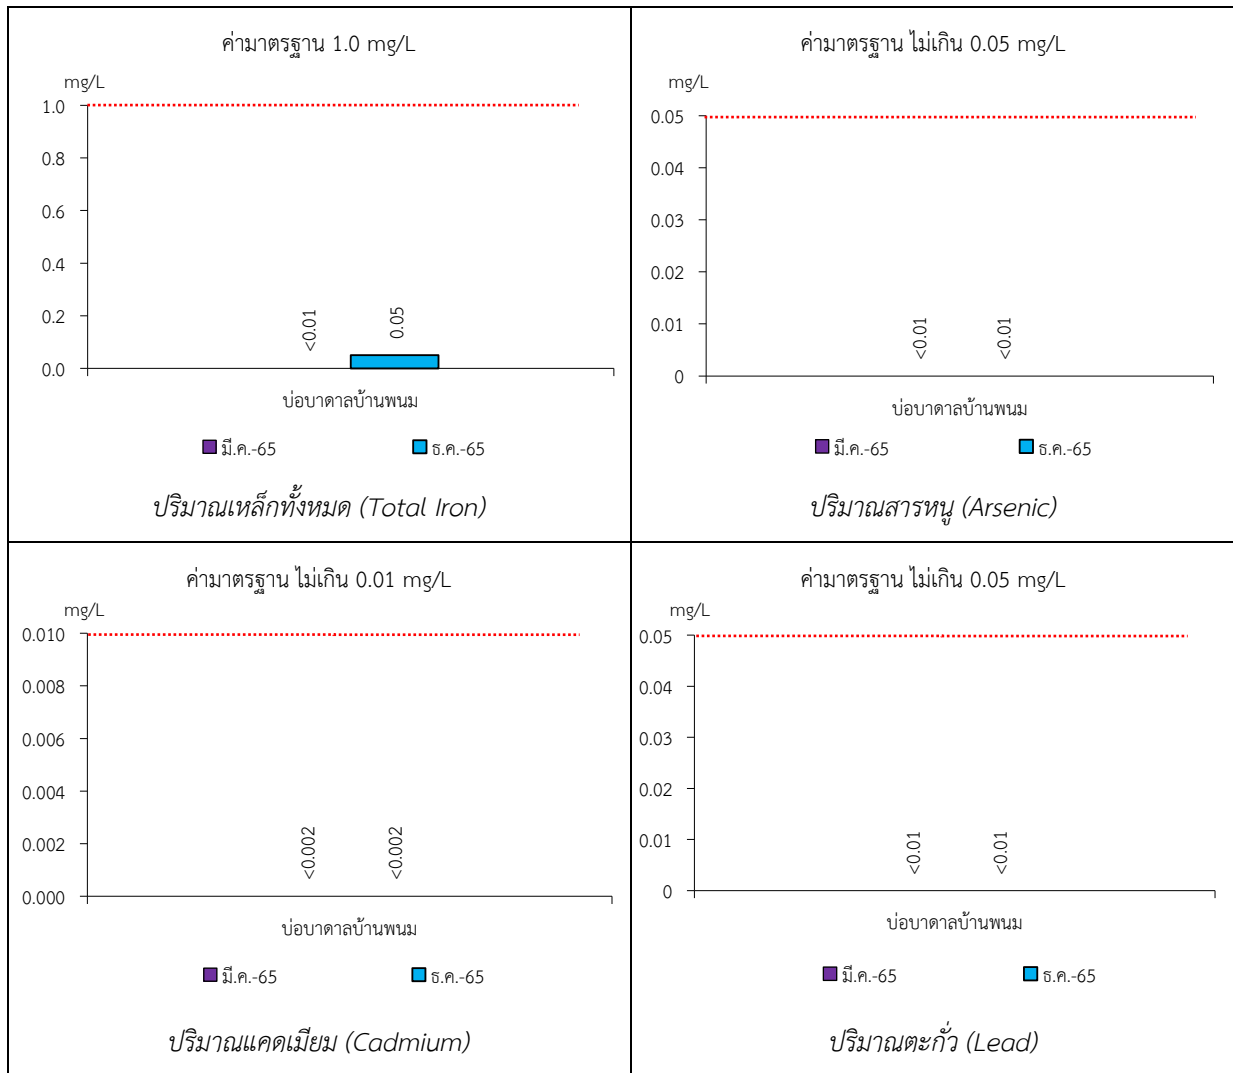 ค่ามาตรฐาน 1.0 mg/L
mg/L
1.0
0.8
0.6
0.4
0.2
0.0
<0.01
0.05
บ่อบาดาลบ้านพนม
มี.ค.-65 ธ.ค.-65
ปริมาณเหล็กทั้งหมด (Total Iron)
ค่ามาตรฐาน ไม่เกิน 0.05 mg/L
mg/L
0.05
0.04
0.03
0.02
0.01
0
<0.01
<0.01
บ่อบาดาลบ้านพนม
มี.ค.-65 ธ.ค.-65
ปริมาณสารหนู (Arsenic)
ค่ามาตรฐาน ไม่เกิน 0.01 mg/L
mg/L
0.010
0.008
0.006
0.004
0.002
0.000
<0.002
<0.002
บ่อบาดาลบ้านพนม
มี.ค.-65 ธ.ค.-65
ปริมาณแคดเมียม (Cadmium)
ค่ามาตรฐาน ไม่เกิน 0.05 mg/L
mg/L
0.05
0.04
0.03
0.02
0.01
0
<0.01
<0.01
บ่อบาดาลบ้านพนม
มี.ค.-65 ธ.ค.-65
ปริมาณตะกั่ว (Lead)